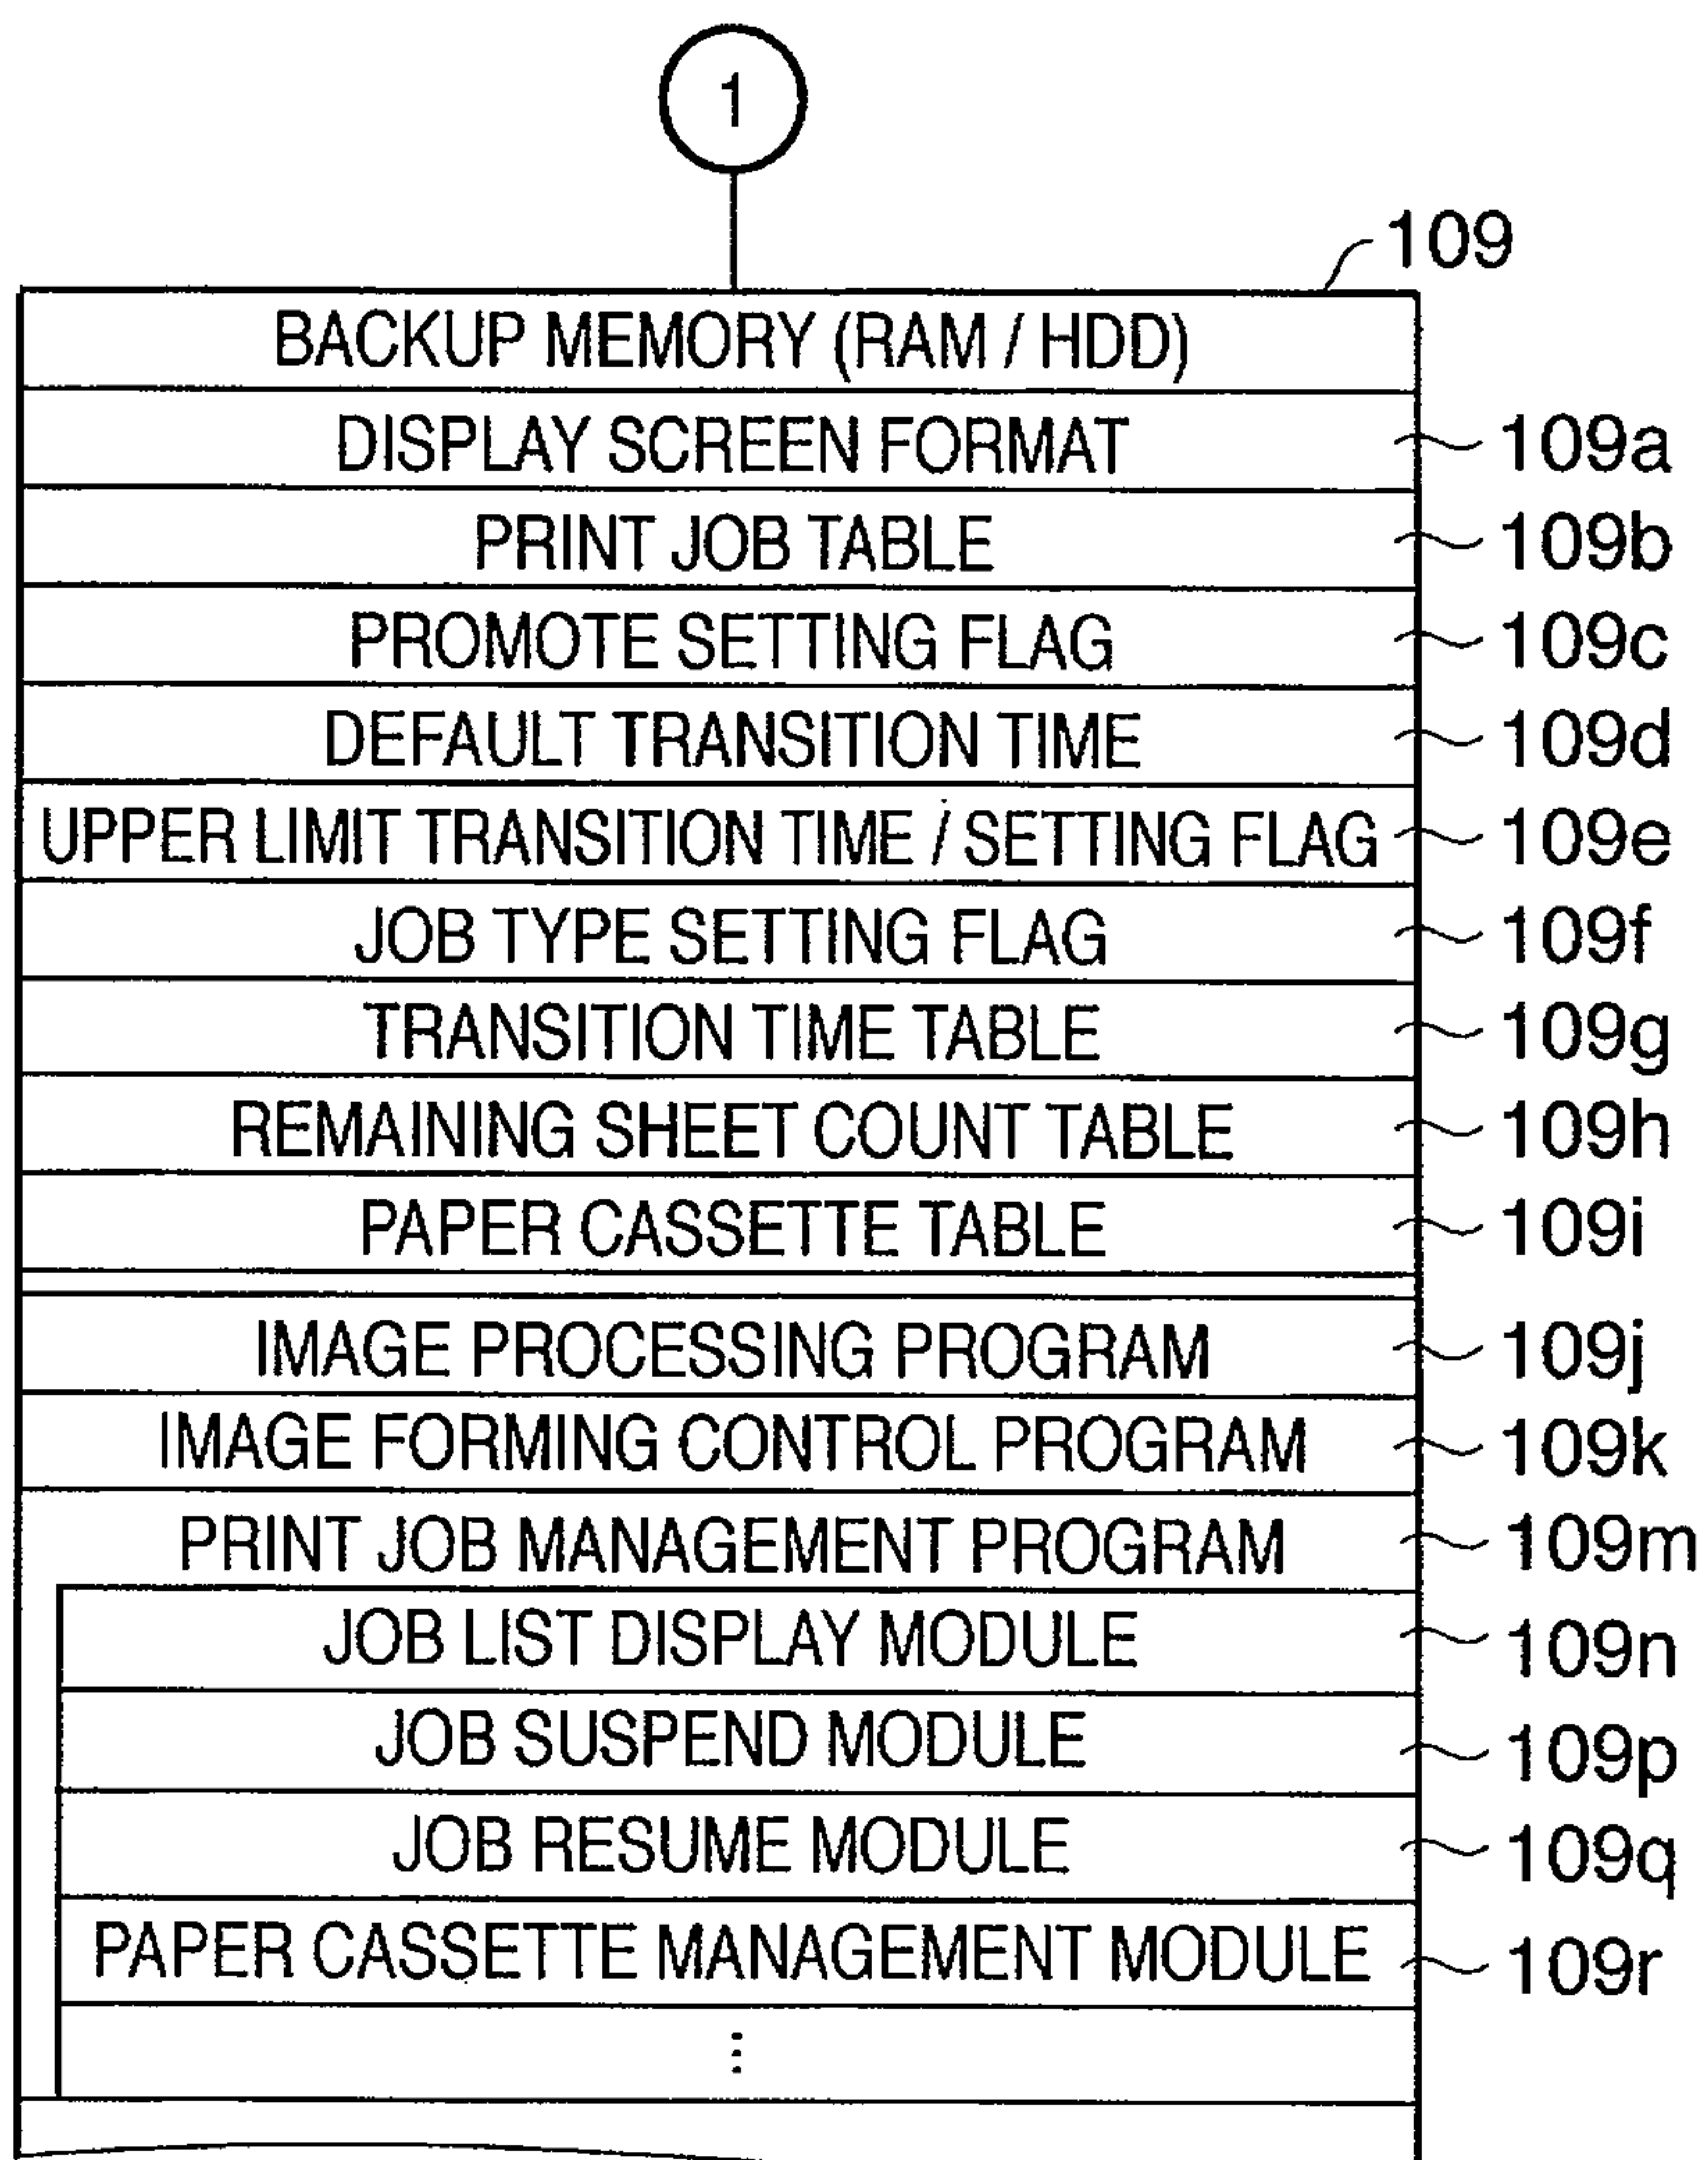 1
109
BACKUP MEMORY (RAM / HDD)
DISPLAY SCREEN FORMAT 109a
PRINT JOB TABLE 109b
PROMOTE SETTING FLAG 109c
DEFAULT TRANSITION TIME 109d
UPPER LIMIT TRANSITION TIME / SETTING FLAG 109e
JOB TYPE SETTING FLAG 109f
TRANSITION TIME TABLE 109g
REMAINING SHEET COUNT TABLE 109h
PAPER CASSETTE TABLE 109i
IMAGE PROCESSING PROGRAM 109j
IMAGE FORMING CONTROL PROGRAM 109k
PRINT JOB MANAGEMENT PROGRAM 109m
JOB LIST DISPLAY MODULE 109n
JOB SUSPEND MODULE 109p
JOB RESUME MODULE 109q
PAPER CASSETTE MANAGEMENT MODULE 109r
⋮